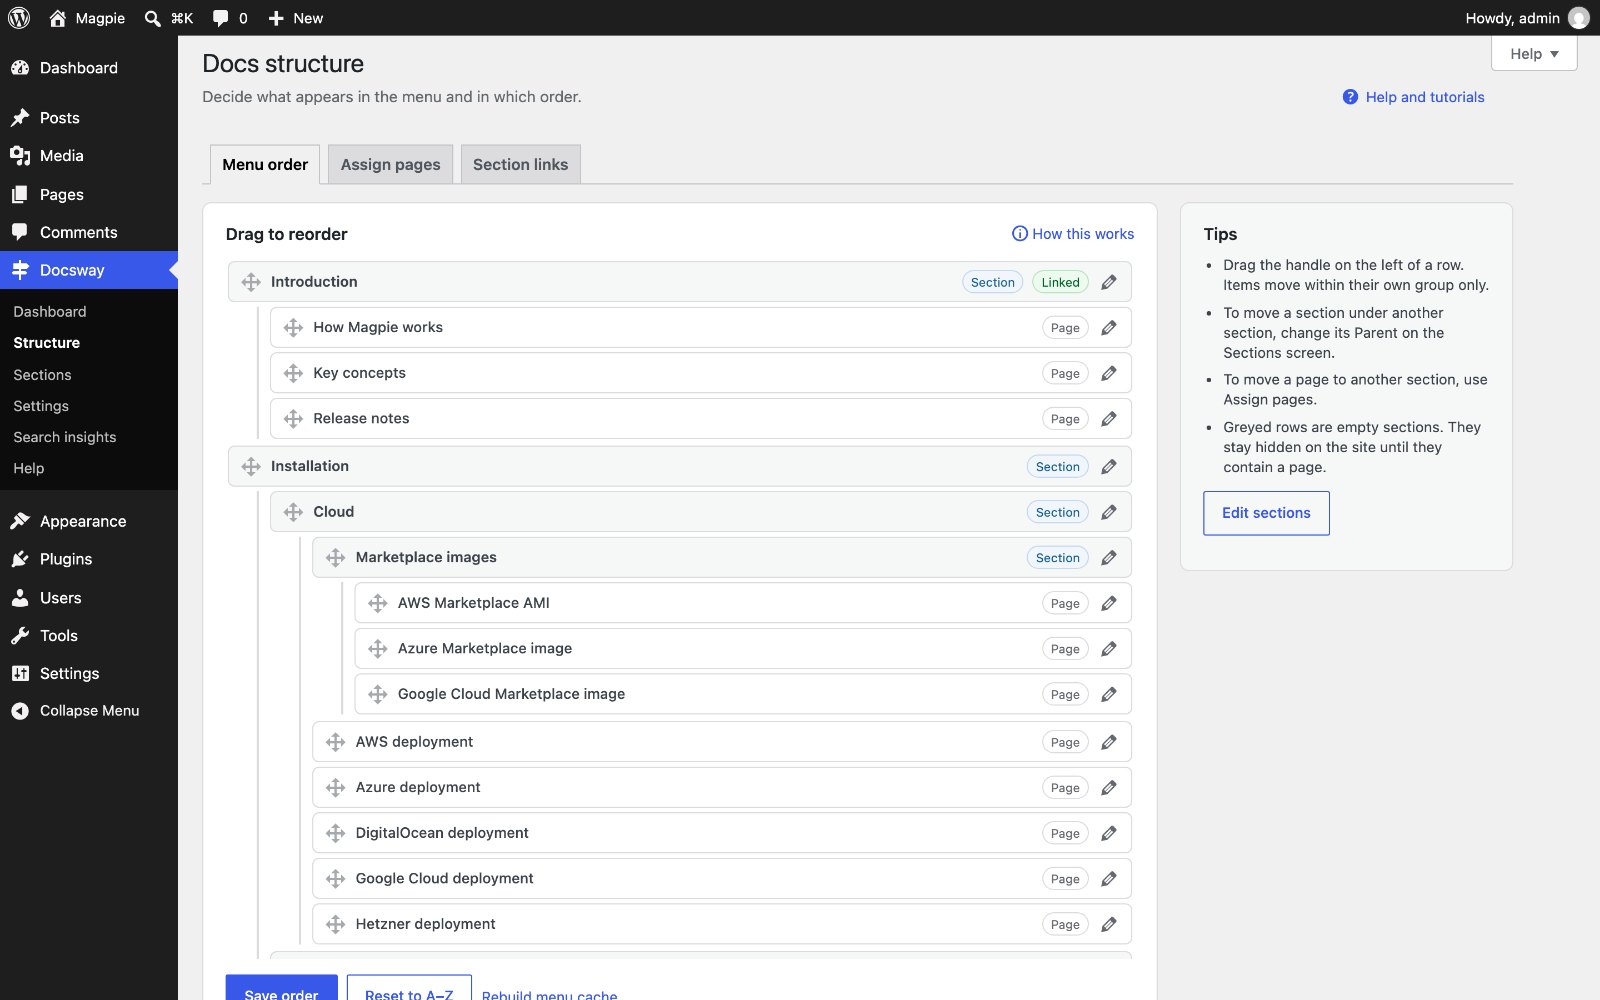 Magpie
⌘K
0
New
Howdy, admin
Dashboard
Posts
Media
Pages
Comments
Docsway
Dashboard
Structure
Sections
Settings
Search insights
Help
Appearance
Plugins
Users
Tools
Settings
Collapse Menu
Help ▼
Docs structure
Decide what appears in the menu and in which order.
Help and tutorials
Menu order
Assign pages
Section links
Drag to reorder
How this works
Introduction Section Linked
How Magpie works Page
Key concepts Page
Release notes Page
Installation Section
Cloud Section
Marketplace images Section
AWS Marketplace AMI Page
Azure Marketplace image Page
Google Cloud Marketplace image Page
AWS deployment Page
Azure deployment Page
DigitalOcean deployment Page
Google Cloud deployment Page
Hetzner deployment Page
Save order
Reset to A–Z
Rebuild menu cache
Tips
• Drag the handle on the left of a row.
Items move within their own group only.
• To move a section under another
section, change its Parent on the
Sections screen.
• To move a page to another section, use
Assign pages.
• Greyed rows are empty sections. They
stay hidden on the site until they
contain a page.
Edit sections